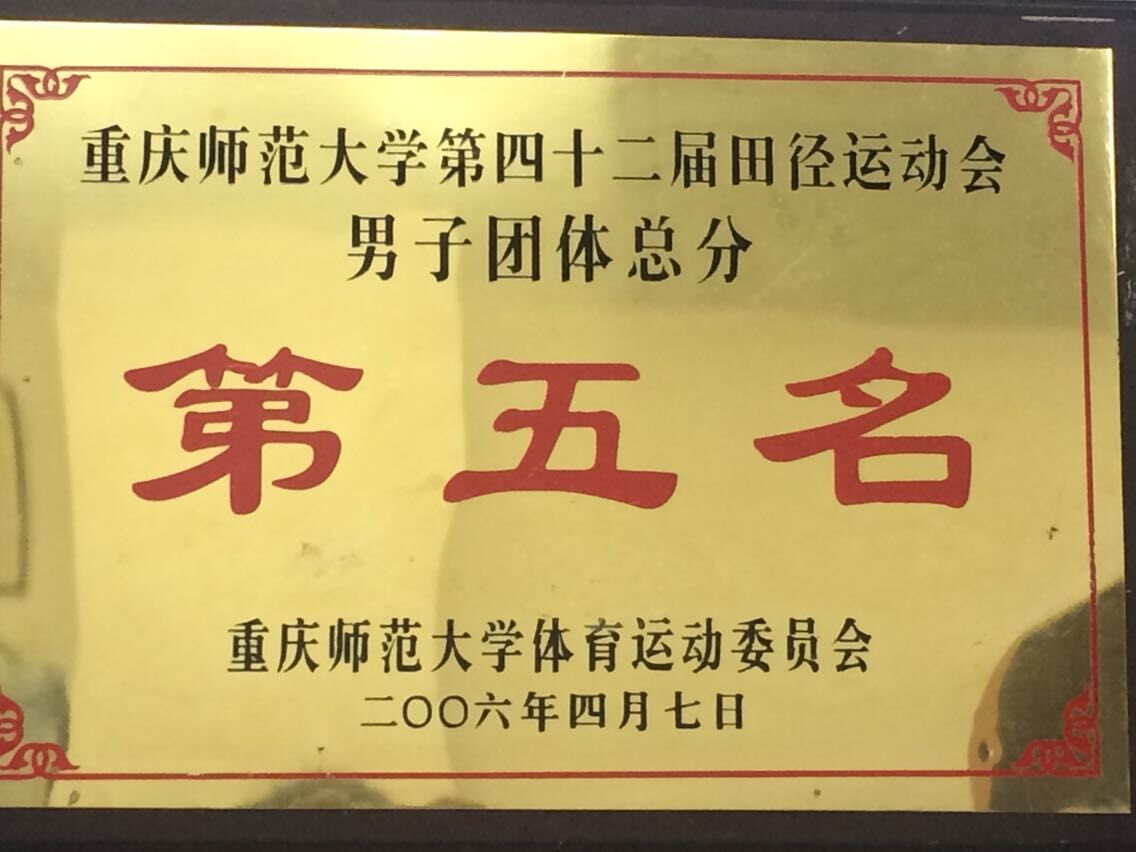 重庆师范大学第四十二届田径运动会
男子团体总分
第五名
重庆师范大学体育运动委员会
二〇〇六年四月七日